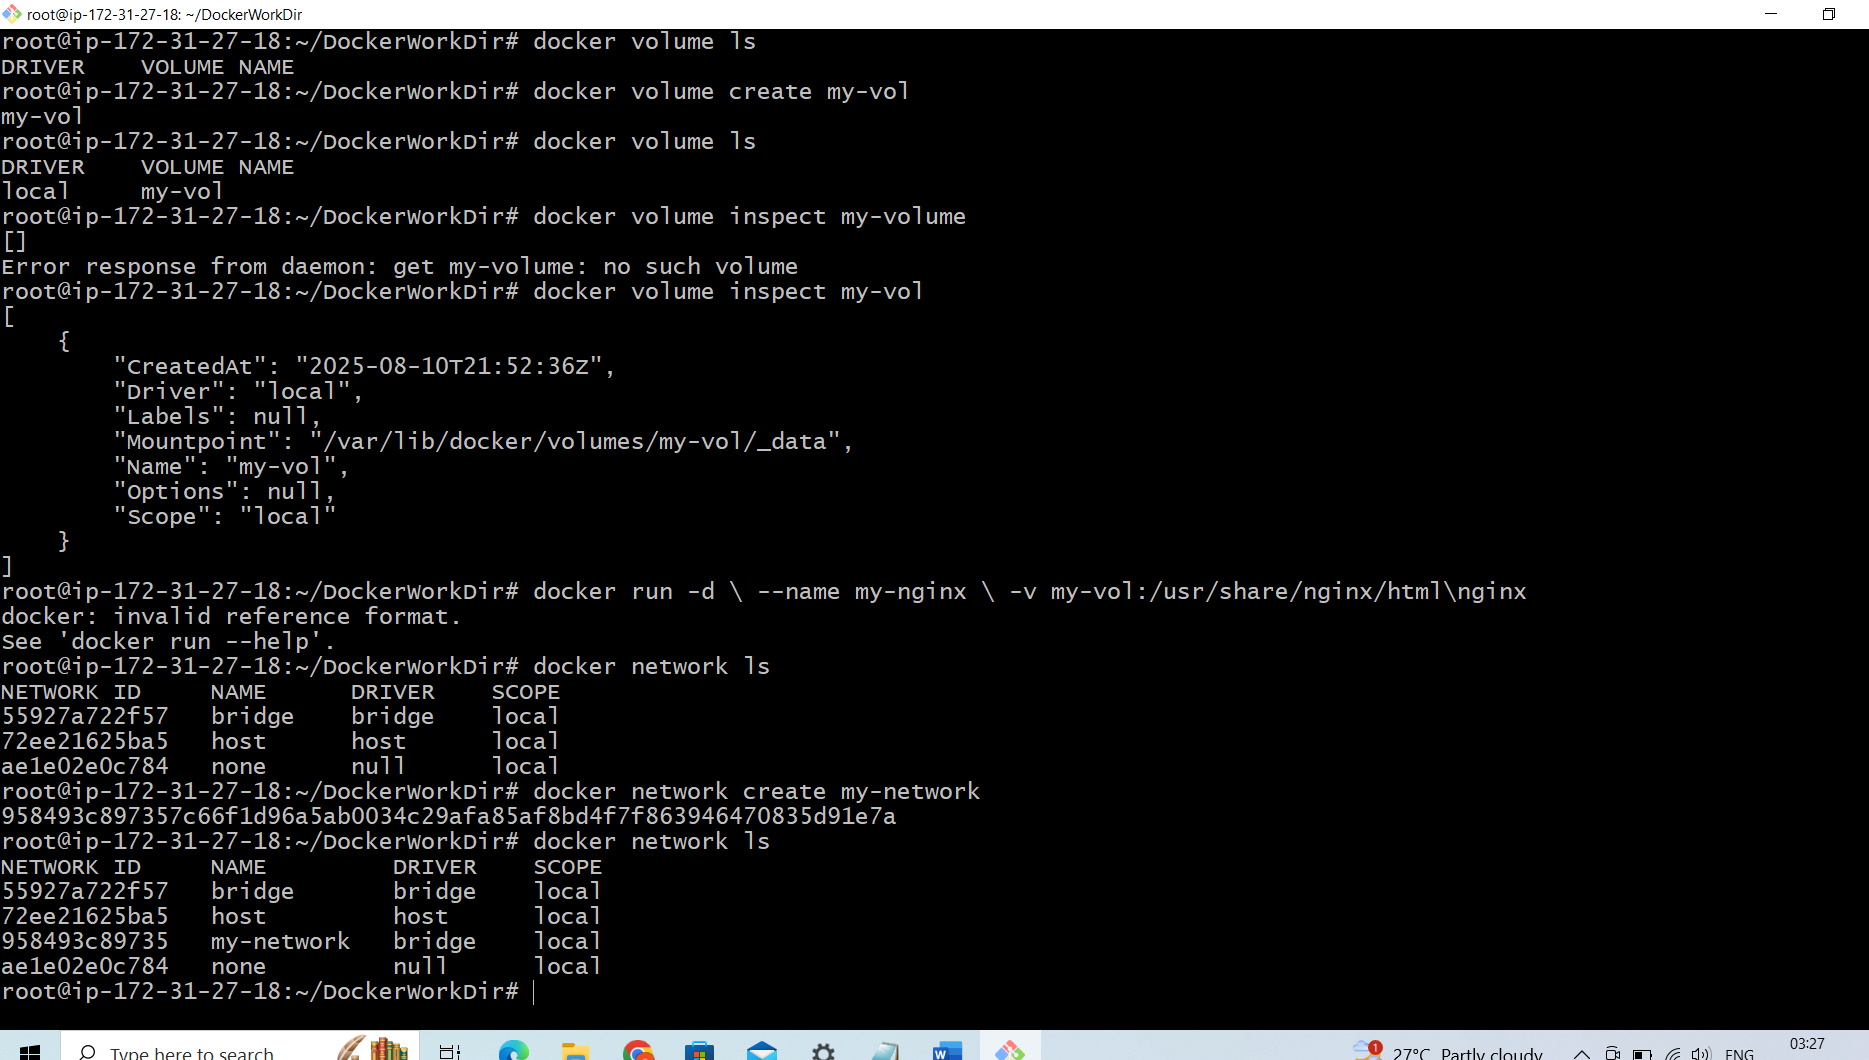 root@ip-172-31-27-18: ~/DockerWorkDir
root@ip-172-31-27-18:~/DockerWorkDir# docker volume ls
DRIVER    VOLUME NAME
root@ip-172-31-27-18:~/DockerWorkDir# docker volume create my-vol
my-vol
root@ip-172-31-27-18:~/DockerWorkDir# docker volume ls
DRIVER    VOLUME NAME
local     my-vol
root@ip-172-31-27-18:~/DockerWorkDir# docker volume inspect my-volume
[]
Error response from daemon: get my-volume: no such volume
root@ip-172-31-27-18:~/DockerWorkDir# docker volume inspect my-vol
[
    {
        "CreatedAt": "2025-08-10T21:52:36Z",
        "Driver": "local",
        "Labels": null,
        "Mountpoint": "/var/lib/docker/volumes/my-vol/_data",
        "Name": "my-vol",
        "Options": null,
        "Scope": "local"
    }
]
root@ip-172-31-27-18:~/DockerWorkDir# docker run -d \ --name my-nginx \ -v my-vol:/usr/share/nginx/html\nginx
docker: invalid reference format.
See 'docker run --help'.
root@ip-172-31-27-18:~/DockerWorkDir# docker network ls
NETWORK ID     NAME      DRIVER    SCOPE
55927a722f57   bridge    bridge    local
72ee21625ba5   host      host      local
ae1e02e0c784   none      null      local
root@ip-172-31-27-18:~/DockerWorkDir# docker network create my-network
958493c897357c66f1d96a5ab0034c29afa85af8bd4f7f863946470835d91e7a
root@ip-172-31-27-18:~/DockerWorkDir# docker network ls
NETWORK ID     NAME         DRIVER    SCOPE
55927a722f57   bridge       bridge    local
72ee21625ba5   host         host      local
958493c89735   my-network   bridge    local
ae1e02e0c784   none         null      local
root@ip-172-31-27-18:~/DockerWorkDir#
Type here to search
1
27°C Partly cloudy
ENG
03:27